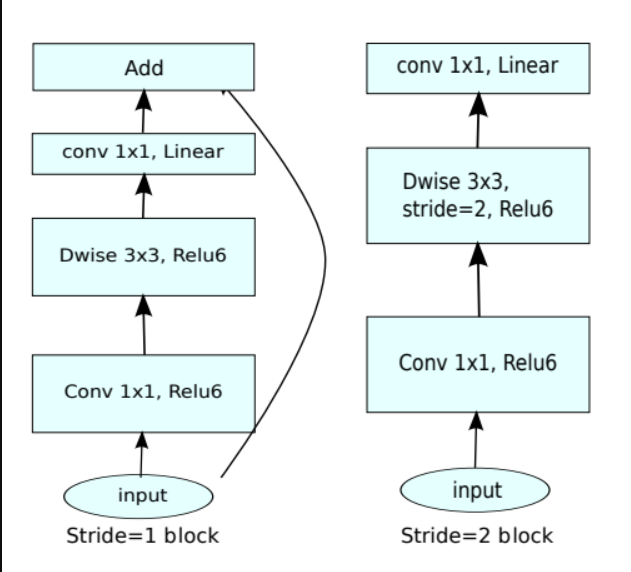 Add
conv 1x1, Linear
Dwise 3x3, Relu6
Conv 1x1, Relu6
input
Stride=1 block
conv 1x1, Linear
Dwise 3x3,
stride=2, Relu6
Conv 1x1, Relu6
input
Stride=2 block